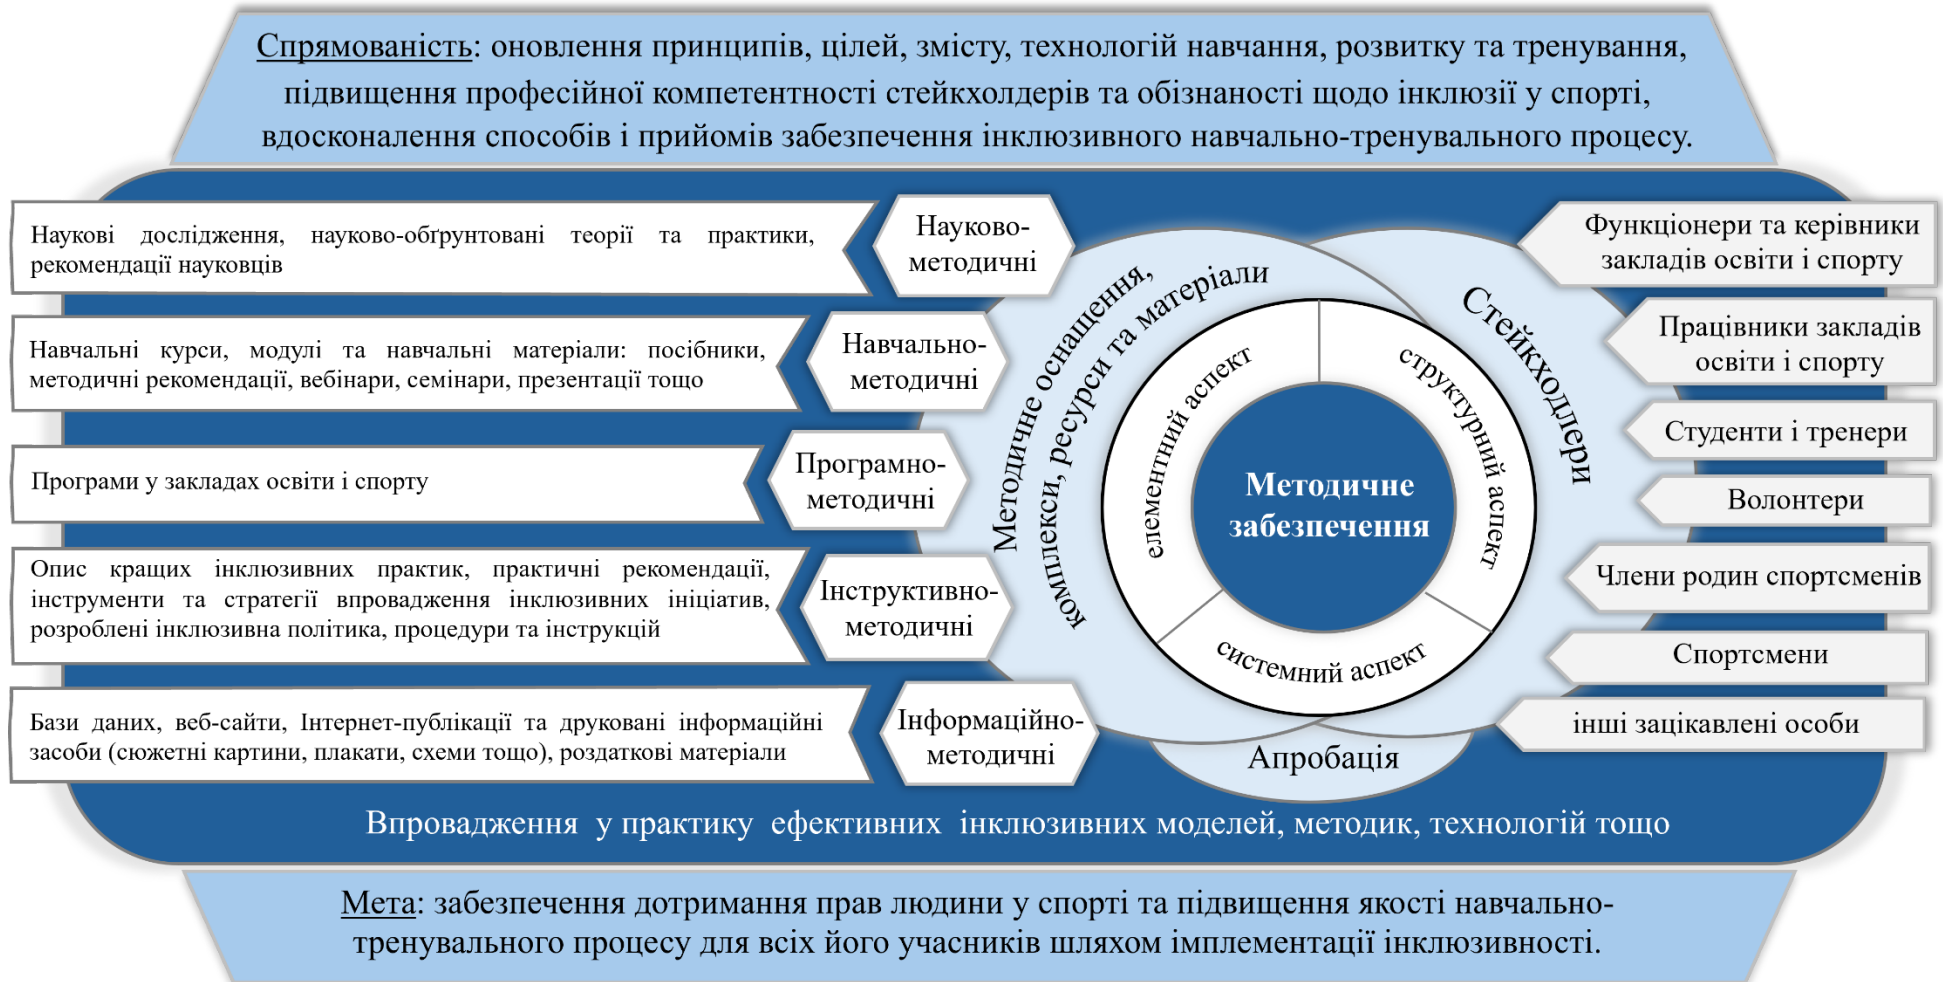 Спрямованість: оновлення принципів, цілей, змісту, технологій навчання, розвитку та тренування,
підвищення професійної компетентності стейкхолдерів та обізнаності щодо інклюзії у спорті,
вдосконалення способів і прийомів забезпечення інклюзивного навчально-тренувального процесу.
Наукові дослідження, науково-обґрунтовані теорії та практики,
рекомендації науковців
Науково-
методичні
Навчальні курси, модулі та навчальні матеріали: посібники,
методичні рекомендації, вебінари, семінари, презентації тощо
Навчально-
методичні
Програми у закладах освіти і спорту
Програмно-
методичні
Опис кращих інклюзивних практик, практичні рекомендації,
інструменти та стратегії впровадження інклюзивних ініціатив,
розроблені інклюзивна політика, процедури та інструкцій
Інструктивно-
методичні
Бази даних, веб-сайти, Інтернет-публікації та друковані інформаційні
засоби (сюжетні картини, плакати, схеми тощо), роздаткові матеріали
Інформаційно-
методичні
Методичне оснащення,
комплекси, ресурси та матеріали
елементний аспект
структурний аспект
системний аспект
Методичне
забезпечення
Стейкходлери
Апробація
Функціонери та керівники
закладів освіти і спорту
Працівники закладів
освіти і спорту
Студенти і тренери
Волонтери
Члени родин спортсменів
Спортсмени
інші зацікавлені особи
Впровадження у практику ефективних інклюзивних моделей, методик, технологій тощо
Мета: забезпечення дотримання прав людини у спорті та підвищення якості навчально-
тренувального процесу для всіх його учасників шляхом імплементації інклюзивності.